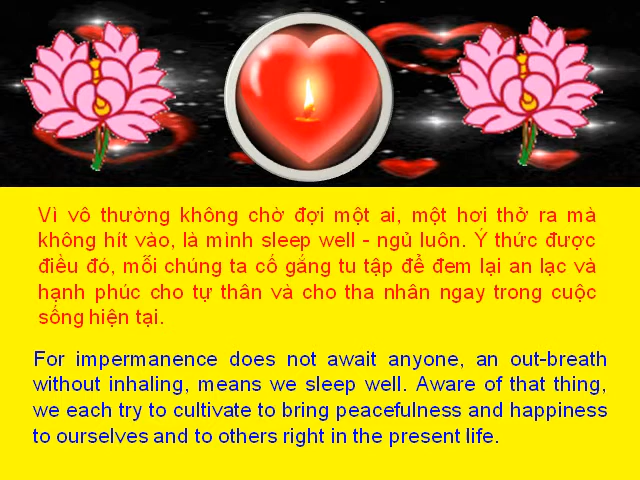 Vì vô thường không chờ đợi một ai, một hơi thở ra mà
không hít vào, là mình sleep well - ngủ luôn. Ý thức được
điều đó, mỗi chúng ta cố gắng tu tập để đem lại an lạc và
hạnh phúc cho tự thân và cho tha nhân ngay trong cuộc
sống hiện tại.
For impermanence does not await anyone, an out-breath
without inhaling, means we sleep well. Aware of that thing,
we each try to cultivate to bring peacefulness and happiness
to ourselves and to others right in the present life.